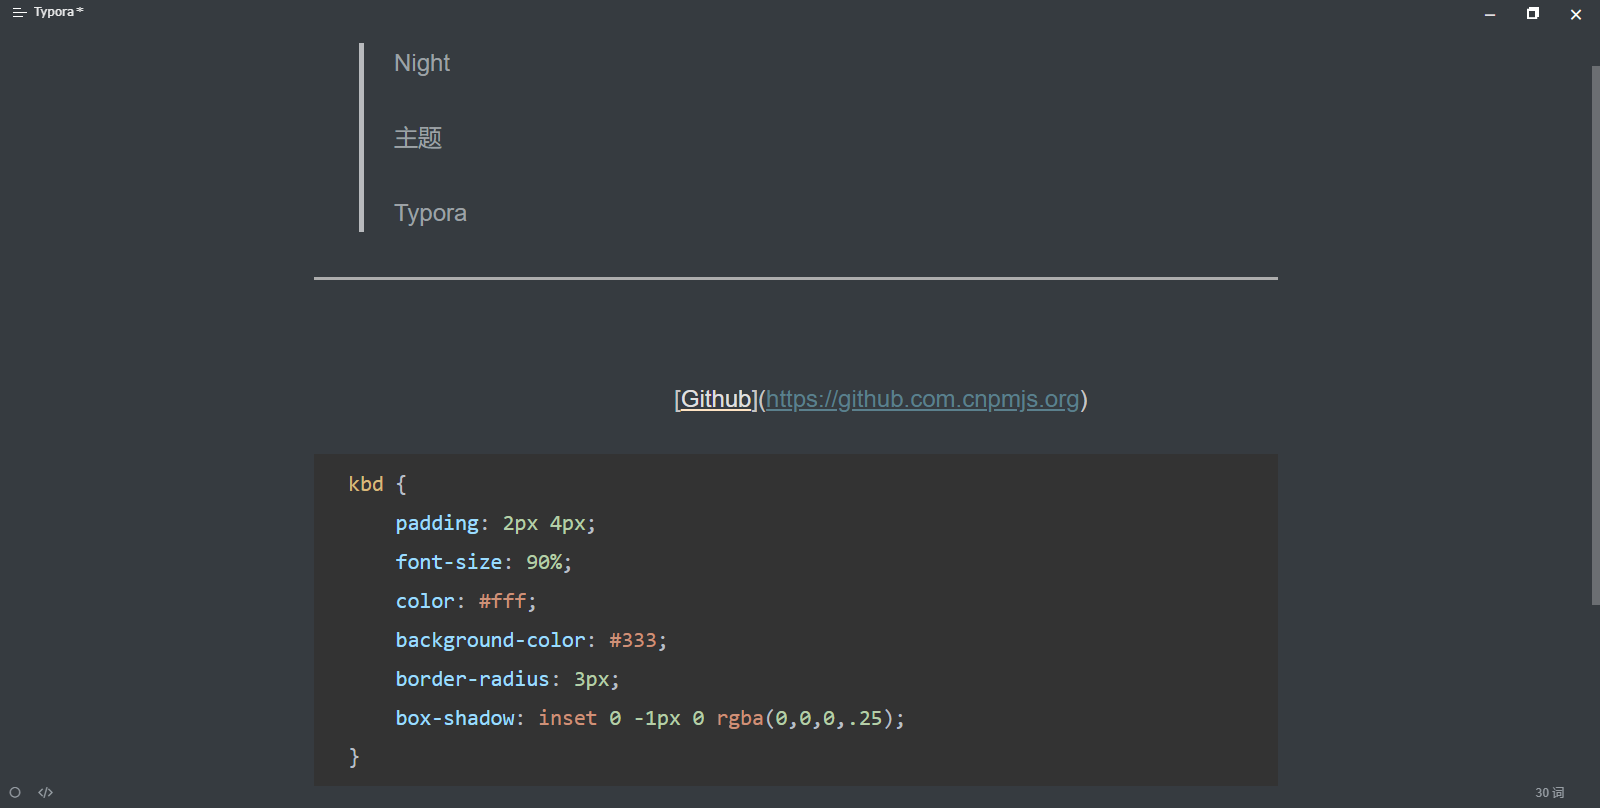 Typora*
Night
主题
Typora
[Github](https://github.com.cnpmjs.org)
kbd {
    padding: 2px 4px;
    font-size: 90%;
    color: #fff;
    background-color: #333;
    border-radius: 3px;
    box-shadow: inset 0 -1px 0 rgba(0,0,0,.25);
}
30 词